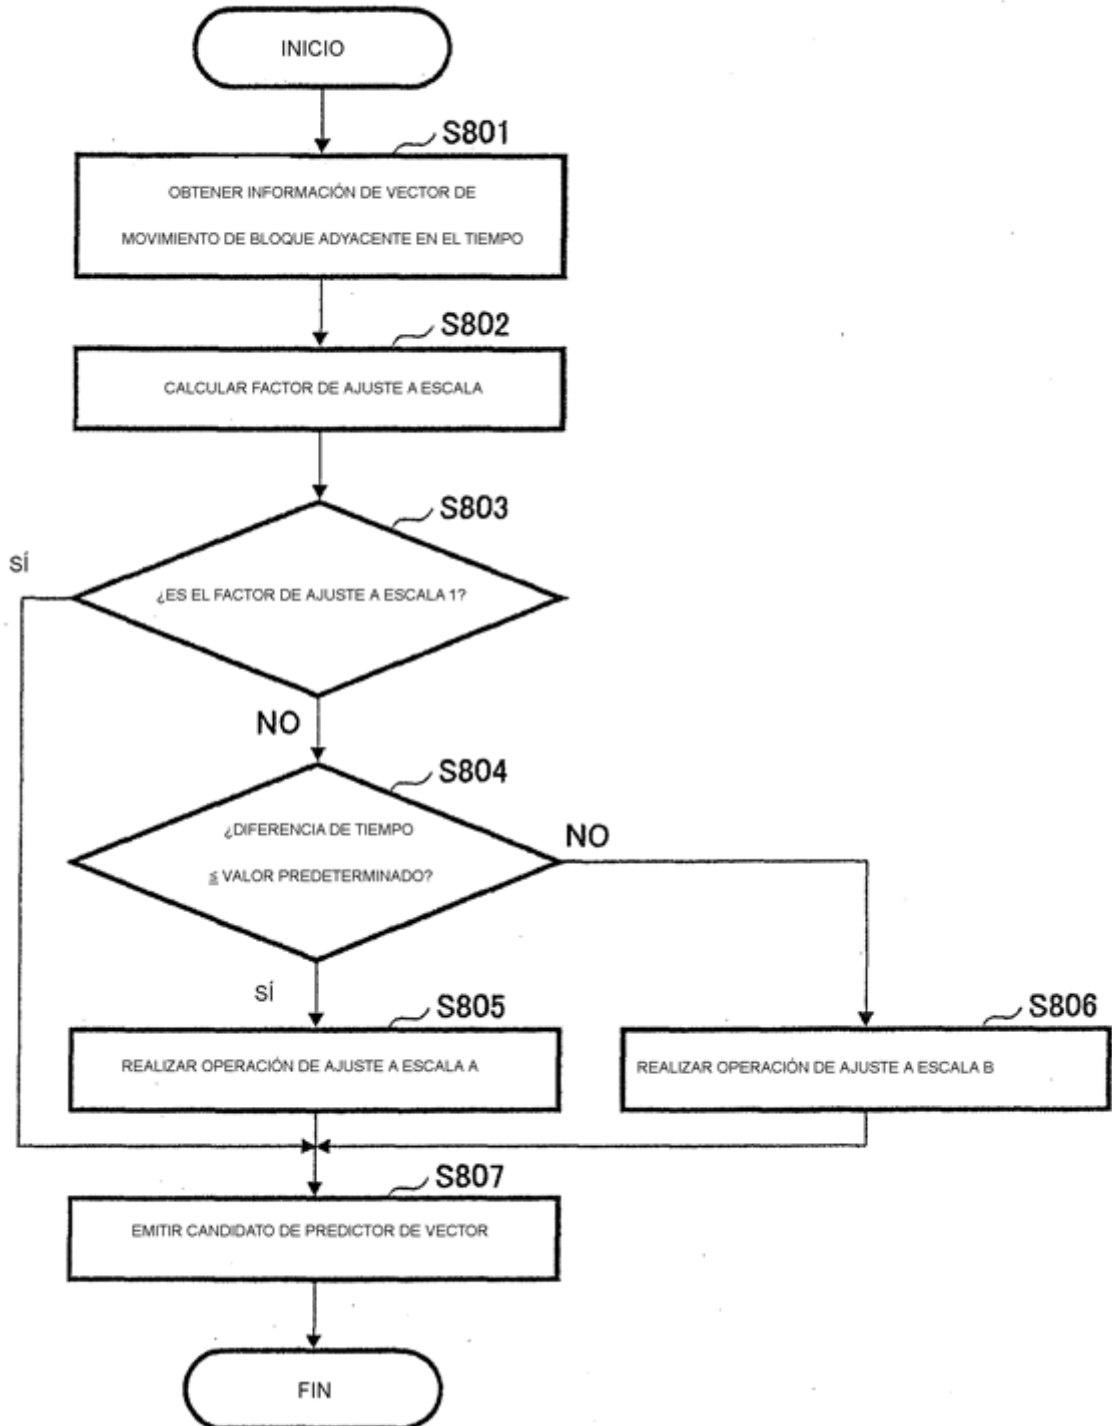 INICIO
S801
OBTENER INFORMACIÓN DE VECTOR DE
MOVIMIENTO DE BLOQUE ADYACENTE EN EL TIEMPO
S802
CALCULAR FACTOR DE AJUSTE A ESCALA
S803
SÍ
¿ES EL FACTOR DE AJUSTE A ESCALA 1?
NO
S804
¿DIFERENCIA DE TIEMPO
≦ VALOR PREDETERMINADO?
NO
SÍ
S805
REALIZAR OPERACIÓN DE AJUSTE A ESCALA A
S806
REALIZAR OPERACIÓN DE AJUSTE A ESCALA B
S807
EMITIR CANDIDATO DE PREDICTOR DE VECTOR
FIN